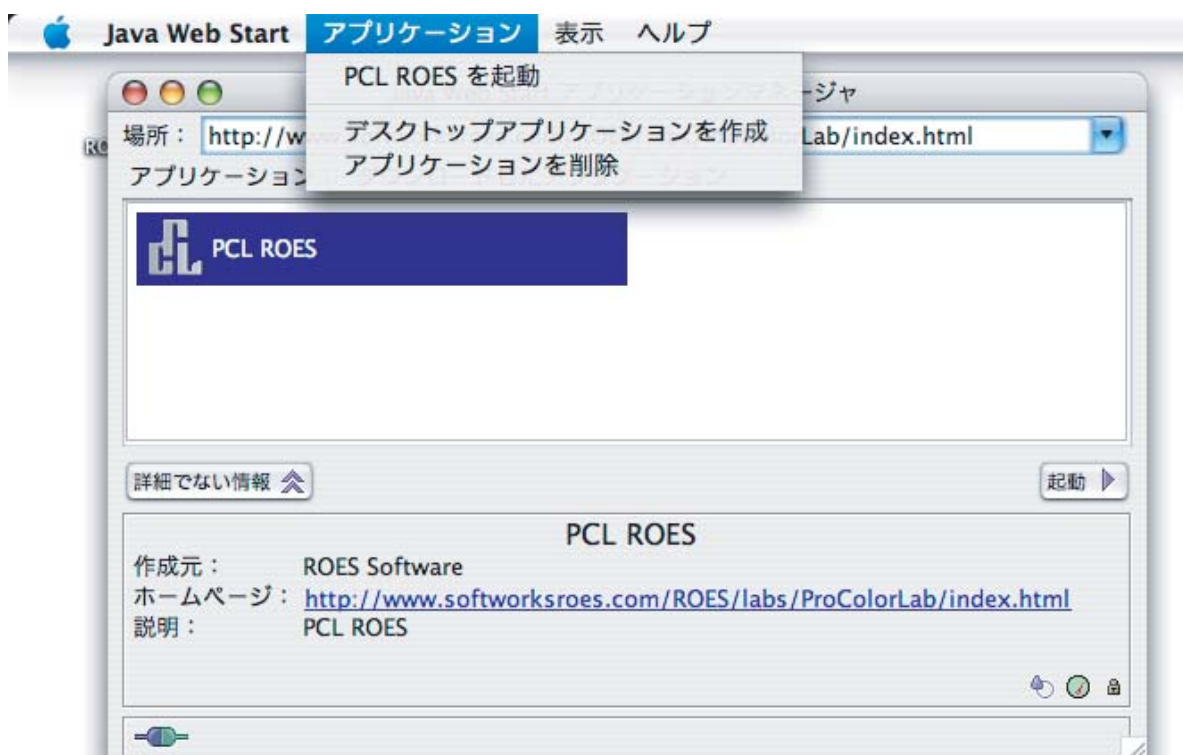 Java Web Start アプリケーション 表示 ヘルプ
PCL ROES を起動
デスクトップアプリケーションを作成
アプリケーションを削除
ージャ
場所： http://w
Lab/index.html
アプリケーション
PCL ROES
詳細でない情報
起動
PCL ROES
作成元： ROES Software
ホームページ： http://www.softworksroes.com/ROES/labs/ProColorLab/index.html
説明： PCL ROES